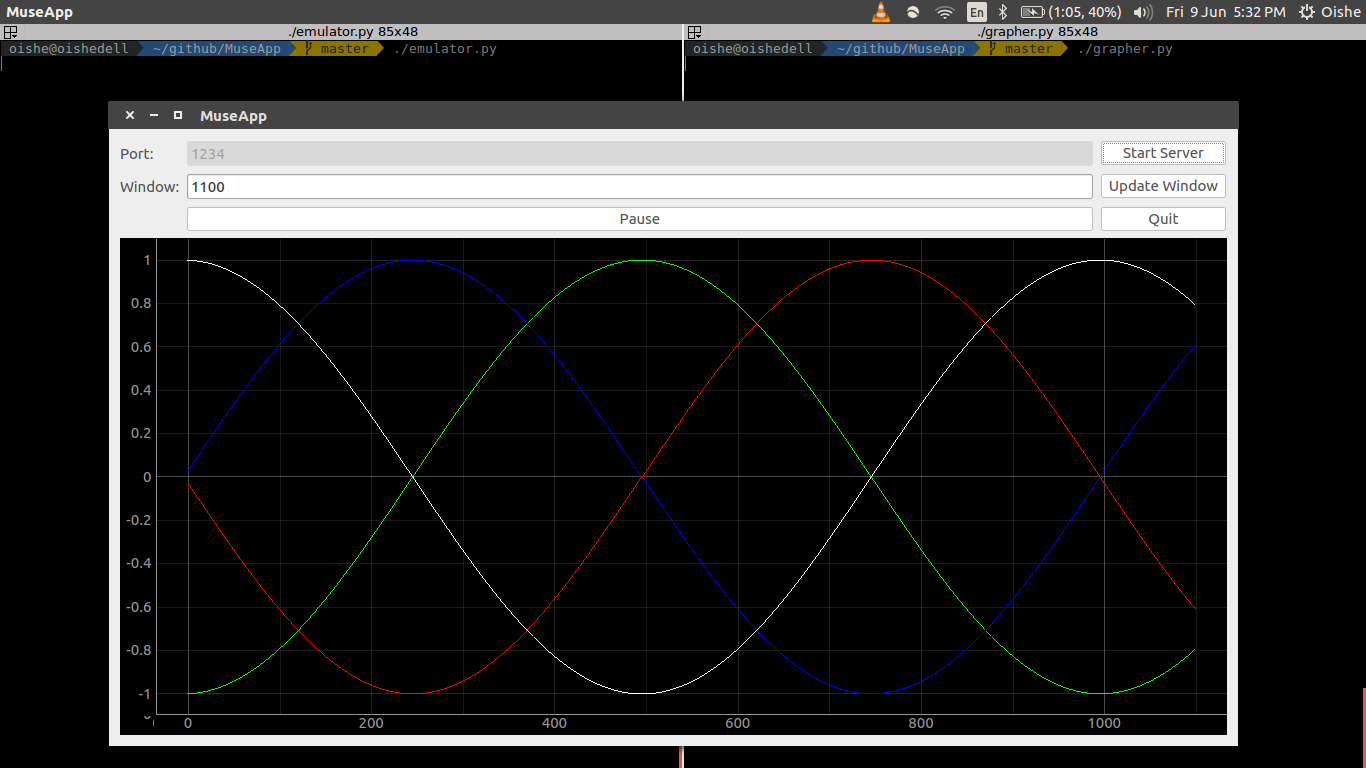 MuseApp En (1:05, 40%) Fri 9 Jun 5:32 PM Oishe
./emulator.py 85x48 ./grapher.py 85x48
oishe@oishedell ~/github/MuseApp master ./emulator.py oishe@oishedell ~/github/MuseApp master ./grapher.py
MuseApp
Port: 1234 Start Server
Window: 1100 Update Window
Pause Quit
1
0.8
0.6
0.4
0.2
0
-0.2
-0.4
-0.6
-0.8
-1
0 200 400 600 800 1000